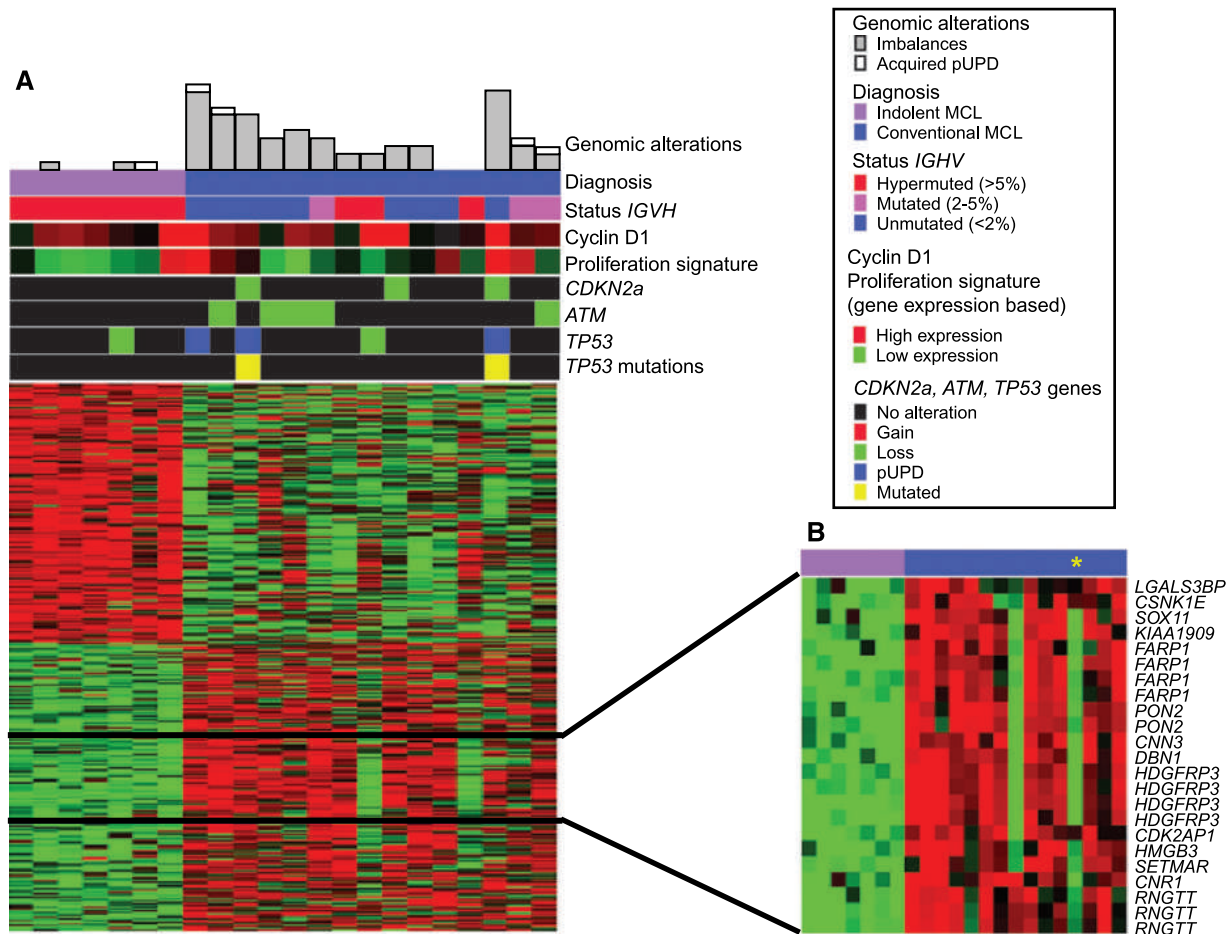 A
Genomic alterations
Diagnosis
Status IGVH
Cyclin D1
Proliferation signature
CDKN2a
ATM
TP53
TP53 mutations
Genomic alterations
Imbalances
Acquired pUPD
Diagnosis
Indolent MCL
Conventional MCL
Status IGHV
Hypermuted (>5%)
Mutated (2-5%)
Unmutated (<2%)
Cyclin D1
Proliferation signature
(gene expression based)
High expression
Low expression
CDKN2a, ATM, TP53 genes
No alteration
Gain
Loss
pUPD
Mutated
B
*
LGALS3BP
CSNK1E
SOX11
KIAA1909
FARP1
FARP1
FARP1
FARP1
PON2
PON2
CNN3
DBN1
HDGFRP3
HDGFRP3
HDGFRP3
HDGFRP3
CDK2AP1
HMGB3
SETMAR
CNR1
RNGTT
RNGTT
RNGTT